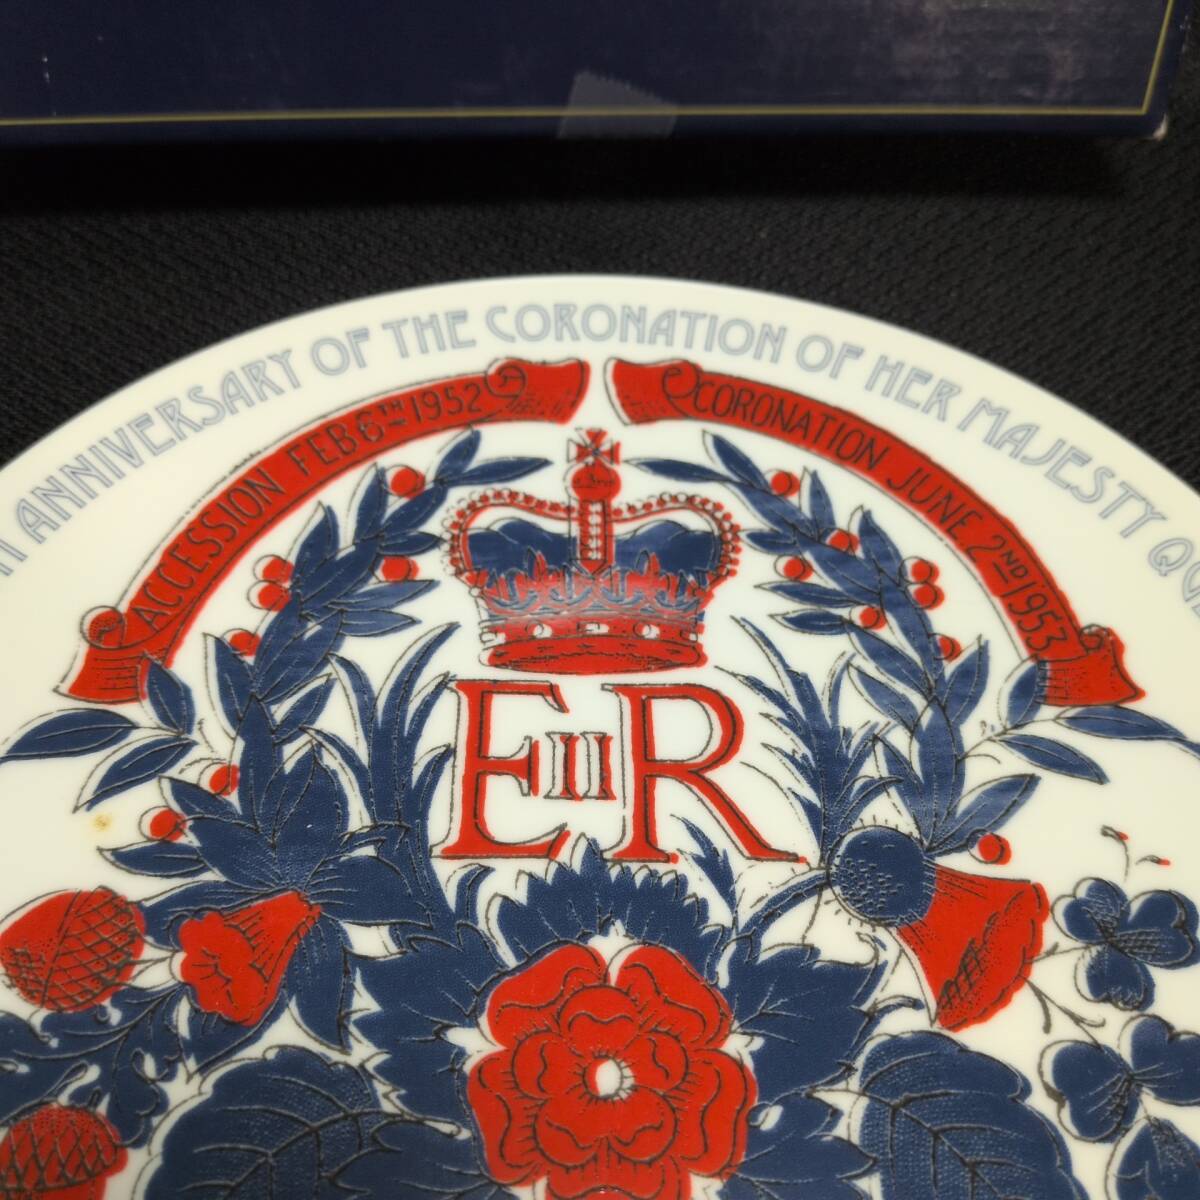 ANNIVERSARY OF THE CORONATION OF HER MAJESTY
ACCESSION FEB 6TH 1952
CORONATION JUNE 2ND 1953
EIIR